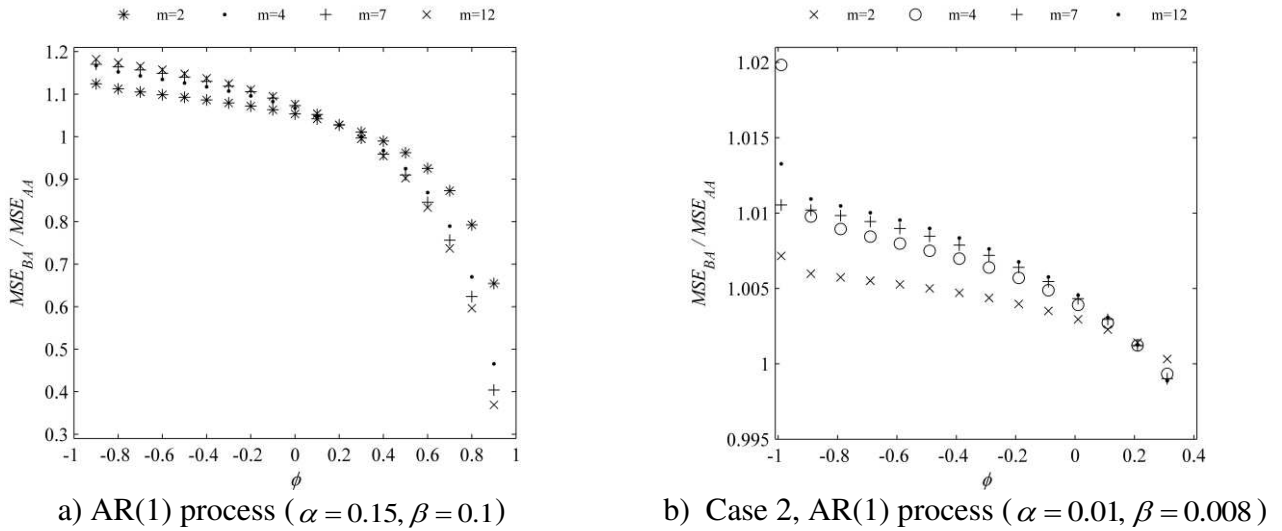 m=2 m=4 m=7 m=12
1.2
1.1
1
0.9
0.8
0.7
0.6
0.5
0.4
0.3
MSE_BA / MSE_AA
-1 -0.8 -0.6 -0.4 -0.2 0 0.2 0.4 0.6 0.8 1
ϕ
a) AR(1) process (α = 0.15, β = 0.1)
m=2 m=4 m=7 m=12
1.02
1.015
1.01
1.005
1
0.995
MSE_BA / MSE_AA
-1 -0.8 -0.6 -0.4 -0.2 0 0.2 0.4
ϕ
b) Case 2, AR(1) process (α = 0.01, β = 0.008)